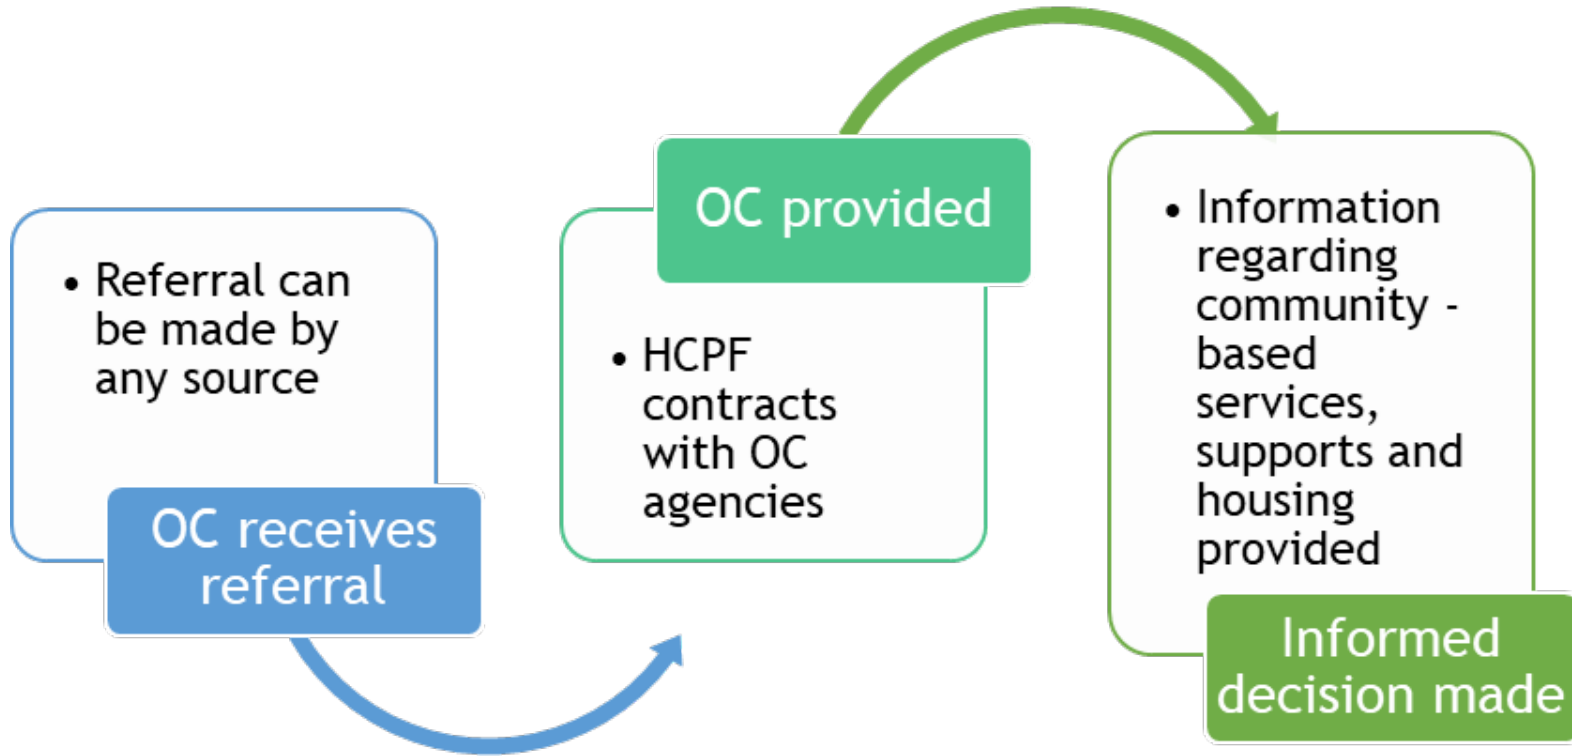 • Referral can
be made by
any source
OC receives
referral
OC provided
• HCPF
contracts
with OC
agencies
• Information
regarding
community -
based
services,
supports and
housing
provided
Informed
decision made